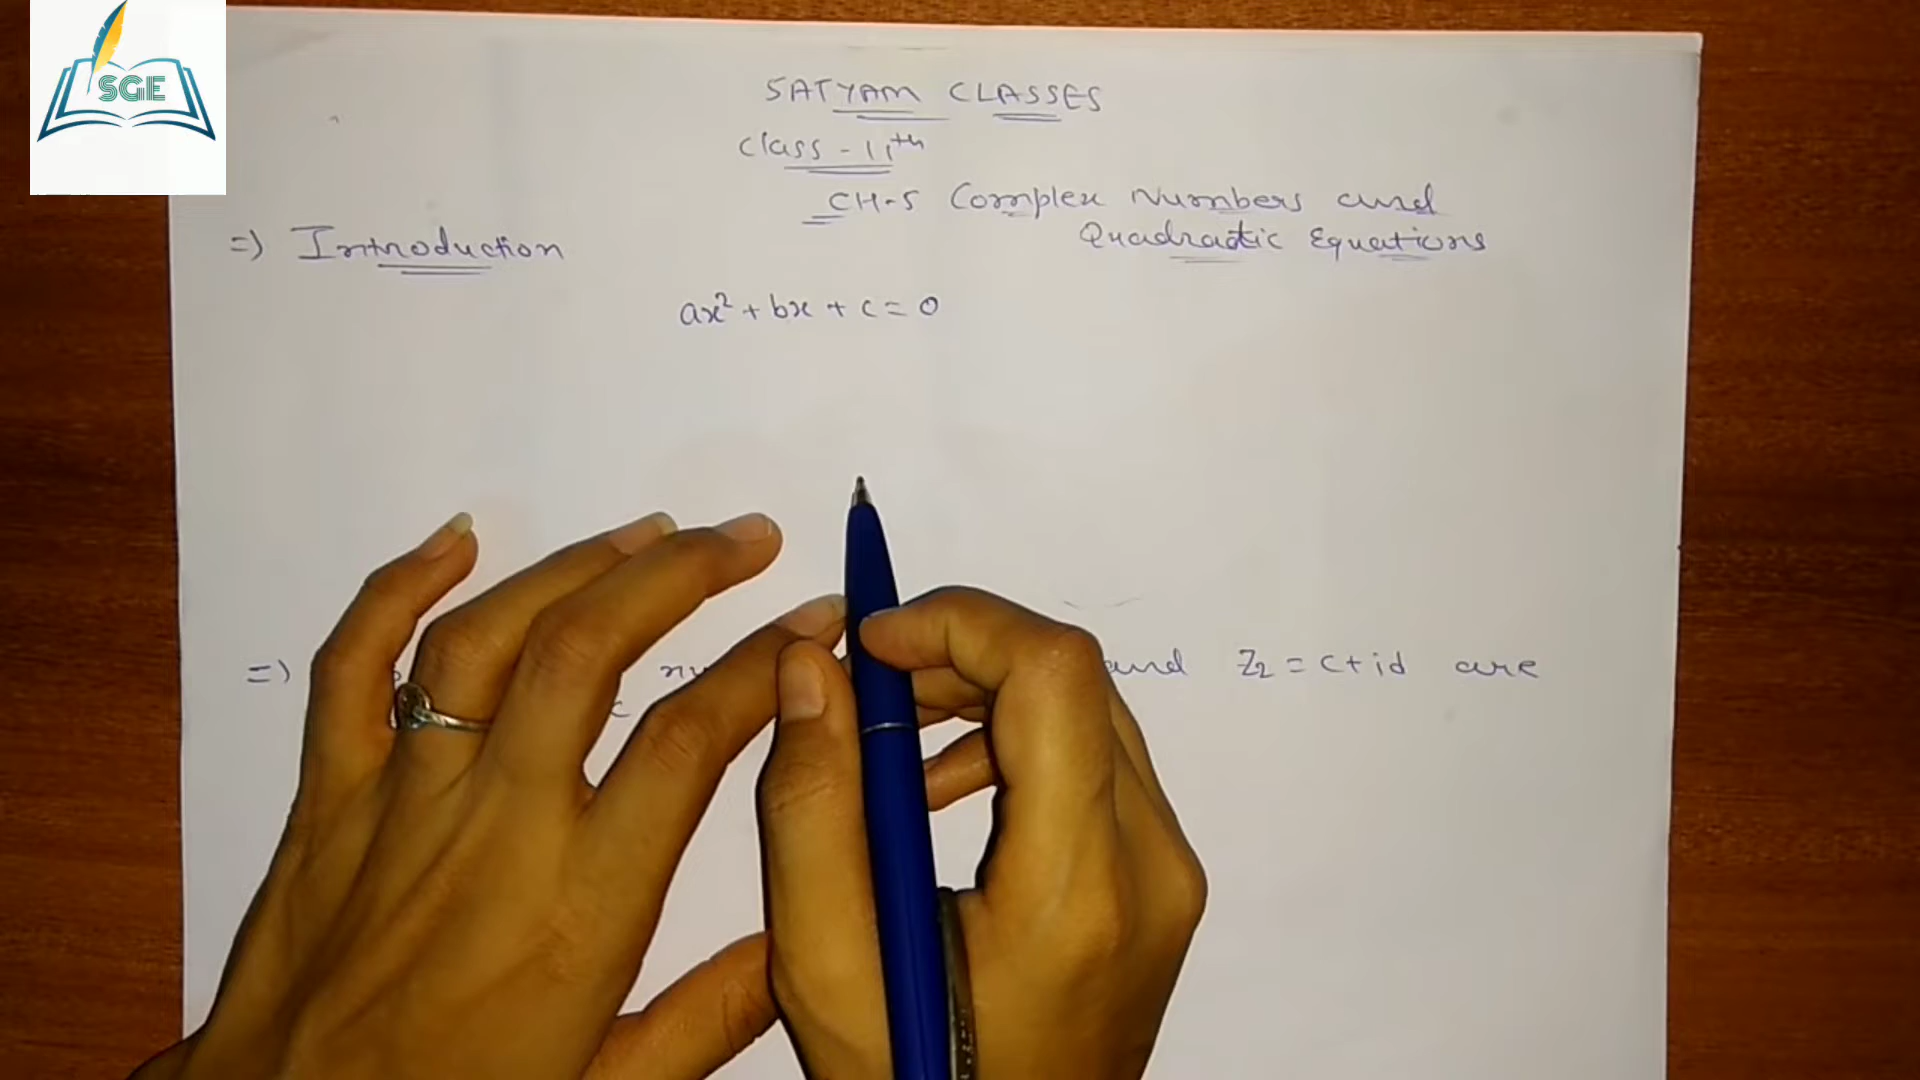 SGE
SATYAM CLASSES
Class - 11th
CH-5 Complex Numbers and
Quadratic Equations
=) Introduction
ax² + bx + c = 0
=) and Z₂ = c + id are